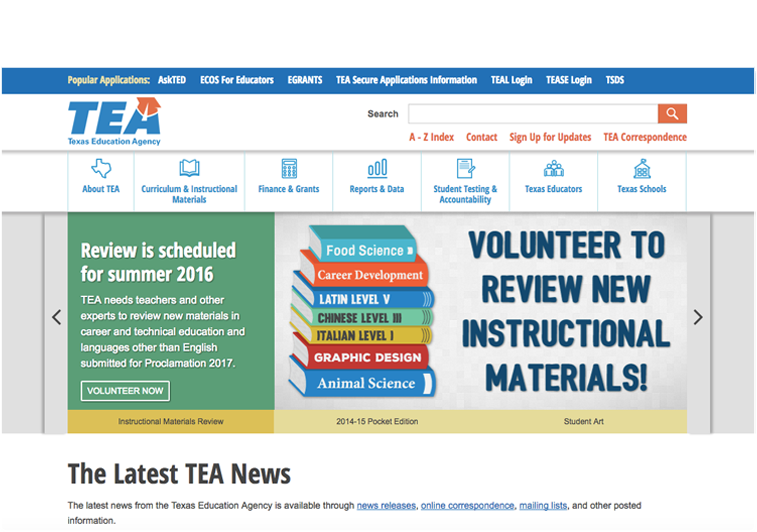 Popular Applications: AskTED ECOS For Educators EGRANTS TEA Secure Applications Information TEAL Login TEASE Login TSDS
TEA
Texas Education Agency
Search
A - Z Index Contact Sign Up for Updates TEA Correspondence
About TEA
Curriculum & Instructional
Materials
Finance & Grants
Reports & Data
Student Testing &
Accountability
Texas Educators
Texas Schools
Review is scheduled
for summer 2016
TEA needs teachers and other
experts to review new materials in
career and technical education and
languages other than English
submitted for Proclamation 2017.
VOLUNTEER NOW
Food Science
Career Development
LATIN LEVEL V
CHINESE LEVEL III
ITALIAN LEVEL I
GRAPHIC DESIGN
Animal Science
VOLUNTEER TO
REVIEW NEW
INSTRUCTIONAL
MATERIALS!
Instructional Materials Review
2014-15 Pocket Edition
Student Art
The Latest TEA News
The latest news from the Texas Education Agency is available through news releases, online correspondence, mailing lists, and other posted
information.